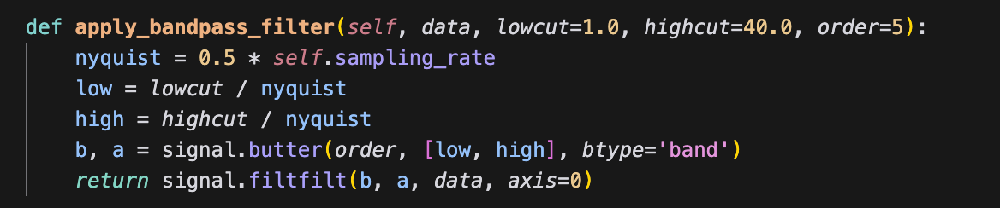 def apply_bandpass_filter(self, data, lowcut=1.0, highcut=40.0, order=5):
    nyquist = 0.5 * self.sampling_rate
    low = lowcut / nyquist
    high = highcut / nyquist
    b, a = signal.butter(order, [low, high], btype='band')
    return signal.filtfilt(b, a, data, axis=0)